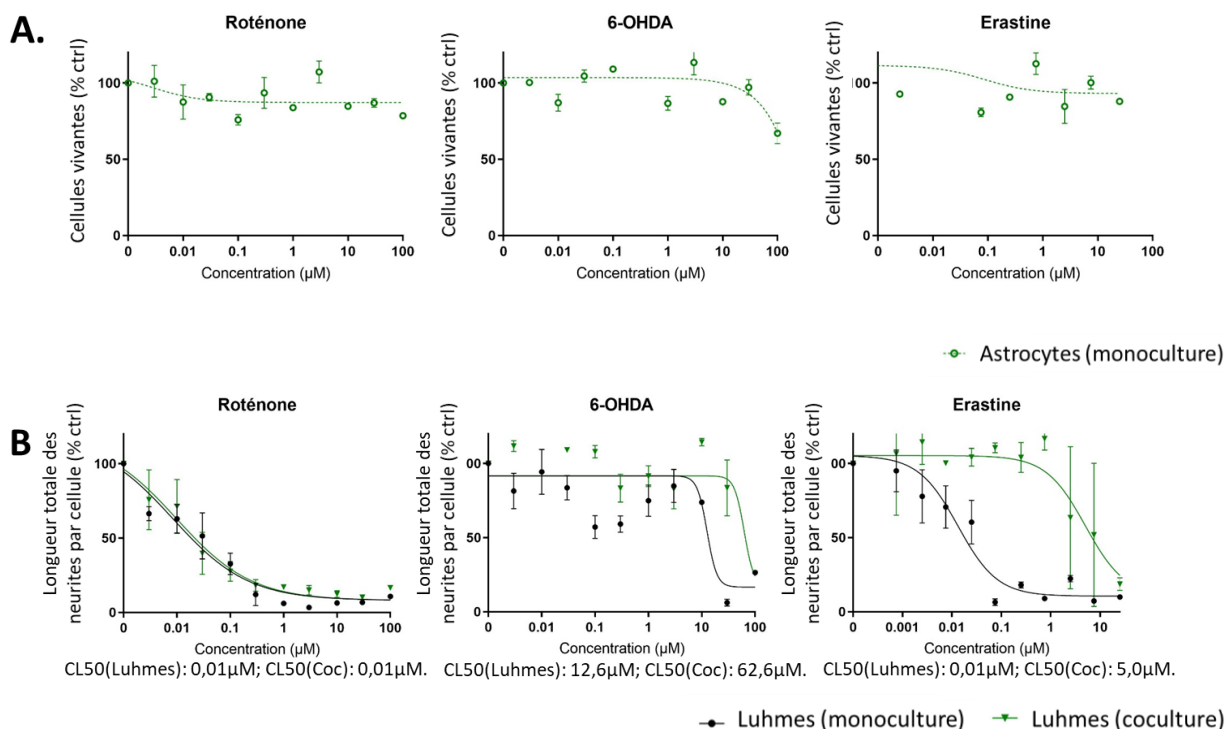 A.
Roténone
6-OHDA
Erastine
Cellules vivantes (% ctrl)
100
50
0
0 0.01 0.1 1 10 100
Concentration (µM)
Cellules vivantes (% ctrl)
100
50
0
0 0.01 0.1 1 10 100
Concentration (µM)
Cellules vivantes (% ctrl)
100
50
0
0 0.01 0.1 1 10 100
Concentration (µM)
Astrocytes (monoculture)
B
Roténone
6-OHDA
Erastine
Longueur totale des
neurites par cellule (% ctrl)
100
50
0
0 0.01 0.1 1 10 100
Concentration (µM)
Longueur totale des
neurites par cellule (% ctrl)
00
50
0
0 0.01 0.1 1 10 100
Concentration (µM)
Longueur totale des
neurites par cellule (% ctrl)
00
50
0
0 0.001 0.01 0.1 1 10
Concentration (µM)
CL50(Luhmes): 0,01µM; CL50(Coc): 0,01µM.
CL50(Luhmes): 12,6µM; CL50(Coc): 62,6µM.
CL50(Luhmes): 0,01µM; CL50(Coc): 5,0µM.
Luhmes (monoculture)
Luhmes (coculture)